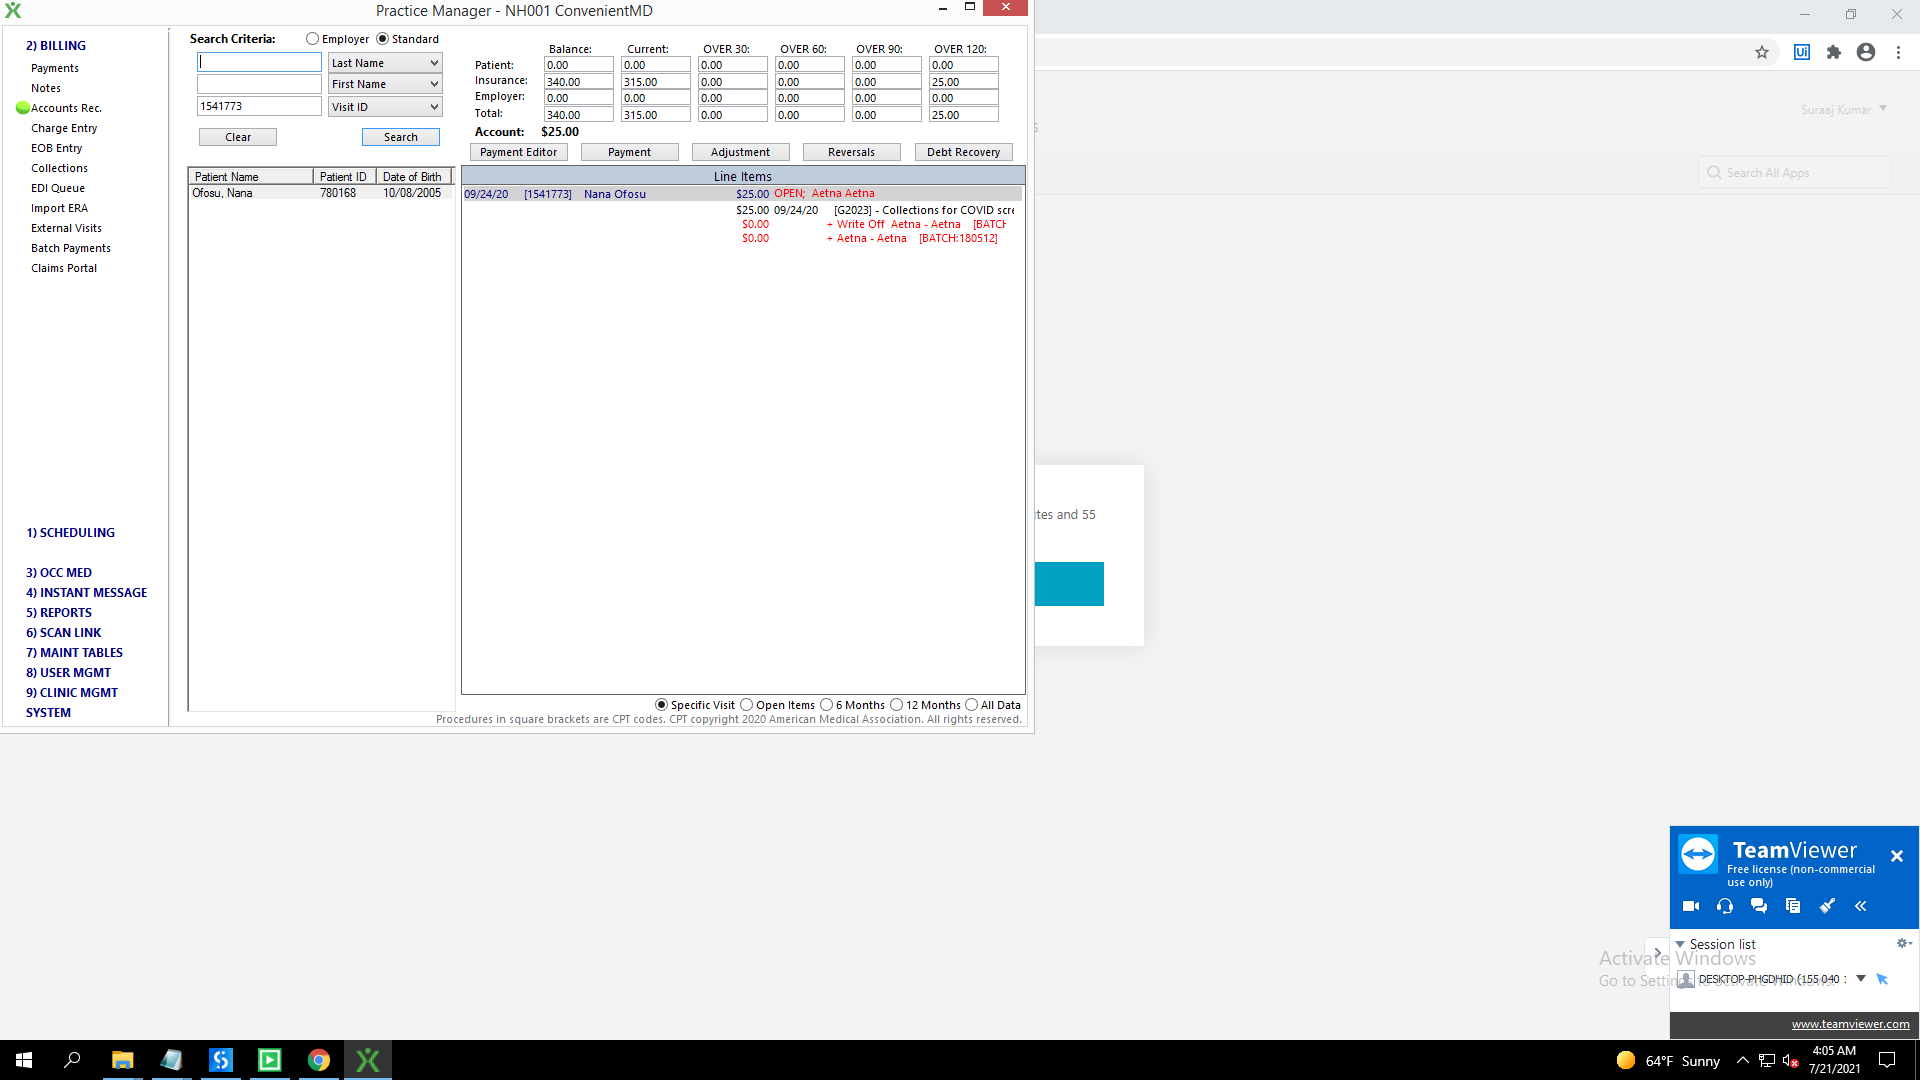 Practice Manager - NH001 ConvenientMD
2) BILLING
Payments
Notes
Accounts Rec.
Charge Entry
EOB Entry
Collections
EDI Queue
Import ERA
External Visits
Batch Payments
Claims Portal
1) SCHEDULING
3) OCC MED
4) INSTANT MESSAGE
5) REPORTS
6) SCAN LINK
7) MAINT TABLES
8) USER MGMT
9) CLINIC MGMT
SYSTEM
Search Criteria: Employer Standard
Last Name
First Name
1541773 Visit ID
Clear Search
Patient Name Patient ID Date of Birth
Ofosu, Nana 780168 10/08/2005
Balance: Current: OVER 30: OVER 60: OVER 90: OVER 120:
Patient: 0.00 0.00 0.00 0.00 0.00 0.00
Insurance: 340.00 315.00 0.00 0.00 0.00 25.00
Employer: 0.00 0.00 0.00 0.00 0.00 0.00
Total: 340.00 315.00 0.00 0.00 0.00 25.00
Account: $25.00
Payment Editor Payment Adjustment Reversals Debt Recovery
Line Items
09/24/20 [1541773] Nana Ofosu $25.00 OPEN; Aetna Aetna
$25.00 09/24/20 [G2023] - Collections for COVID scre
$0.00 + Write Off Aetna - Aetna [BATCH
$0.00 + Aetna - Aetna [BATCH:180512]
Specific Visit Open Items 6 Months 12 Months All Data
Procedures in square brackets are CPT codes. CPT copyright 2020 American Medical Association. All rights reserved.
Suraaj Kumar
Search All Apps
ites and 55
TeamViewer
Free license (non-commercial
use only)
Session list
DESKTOP-PHGDHID (155 040
Activate Windows
Go to Settings to activate Windows.
www.teamviewer.com
64°F Sunny
4:05 AM
7/21/2021